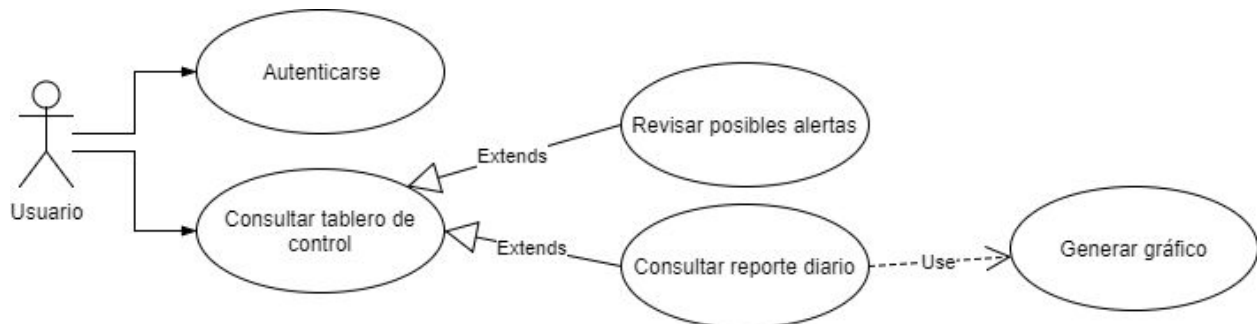 Autenticarse
Revisar posibles alertas
Extends
Usuario
Consultar tablero de
control
Extends
Consultar reporte diario
Use
Generar gráfico